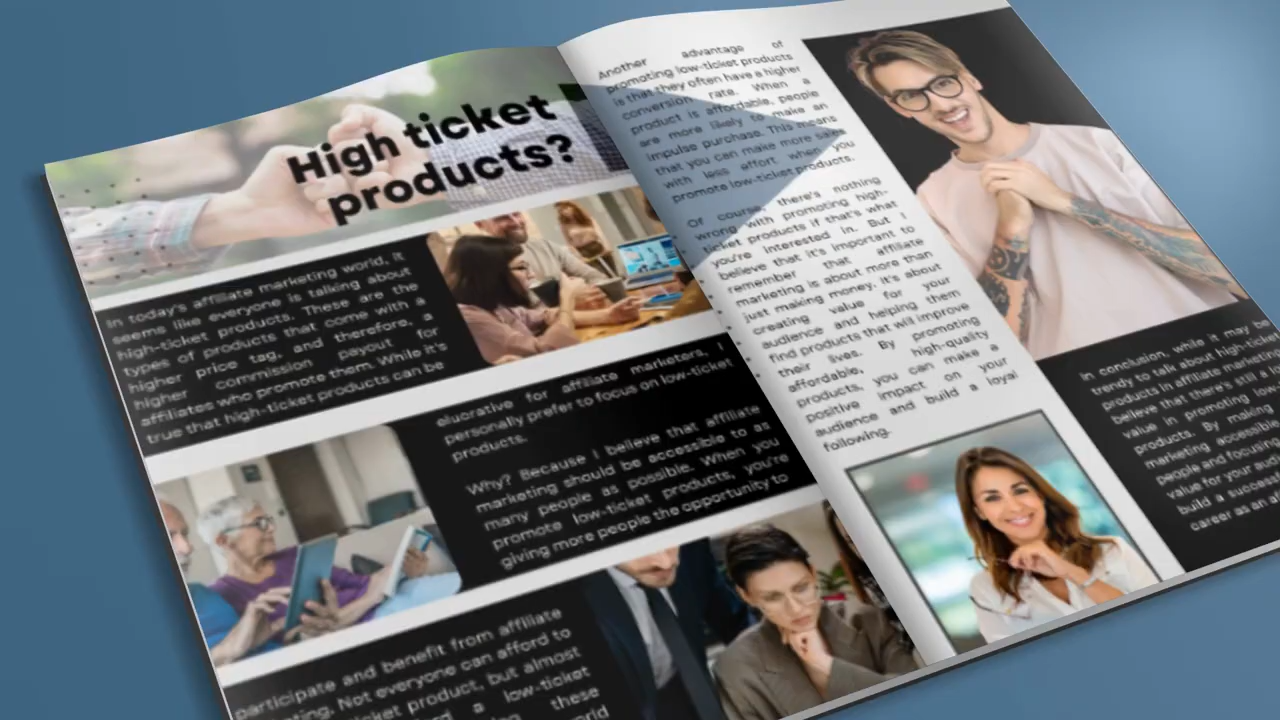 High ticket
products?
In today's affiliate marketing world, it
seems like everyone is talking about
high-ticket products. These are the
types of products that come with a
higher price tag, and therefore, a
higher commission payout for
affiliates who promote them. While it's
true that high-ticket products can be
elucrative for affiliate marketers, I
personally prefer to focus on low-ticket
products.
Why? Because I believe that affiliate
marketing should be accessible to as
many people as possible. When you
promote low-ticket products, you're
giving more people the opportunity to
participate and benefit from affiliate
Not everyone can afford to
product, but almost
a low-ticket
these
world
Another advantage of
promoting low-ticket products
is that they often have a higher
conversion rate. When a
product is affordable, people
are more likely to make an
impulse purchase. This means
that you can make more sales
with less effort when you
promote low-ticket products.
Of course, there's nothing
wrong with promoting high-
ticket products if that's what
you're interested in. But I
believe that it's important to
remember that affiliate
marketing is about more than
just making money. It's about
creating value for your
audience and helping them
find products that will improve
their lives. By promoting
affordable, high-quality
products, you can make a
positive impact on your
audience and build a loyal
following.
In conclusion, while it may be
trendy to talk about high-ticket
products in affiliate marketing
believe that there's still a lo
value in promoting low
products. By making
marketing accessible
people and focusing
value for your aud
build a success
career as an a